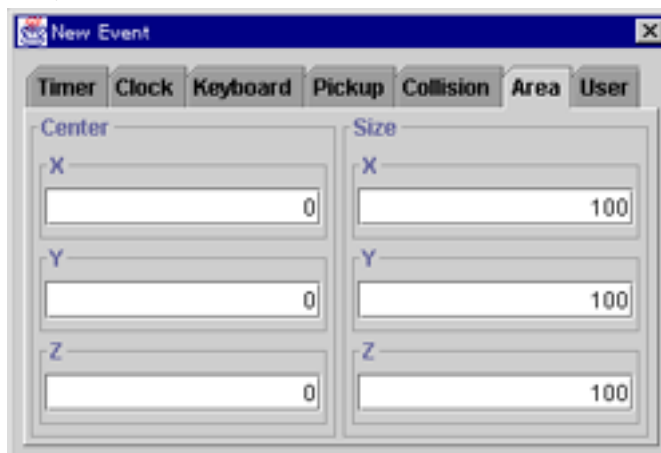 New Event
Timer Clock Keyboard Pickup Collision Area User
Center Size
X X
0 100
Y Y
0 100
Z Z
0 100